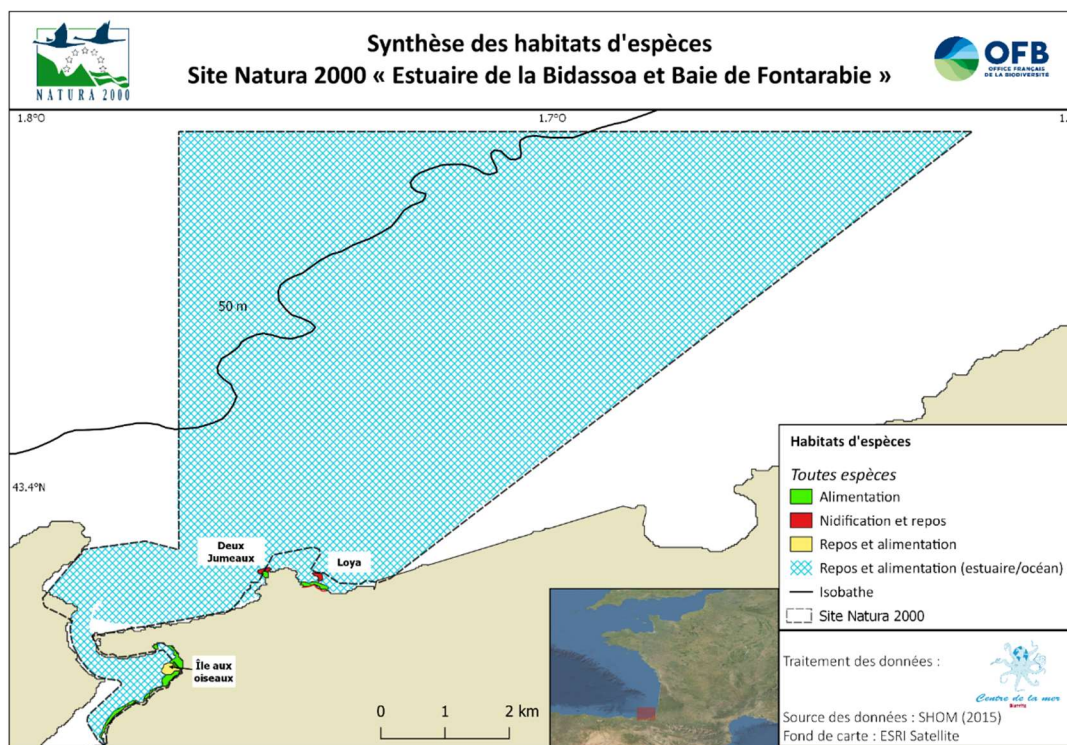 NATURA 2000
Synthèse des habitats d'espèces
Site Natura 2000 « Estuaire de la Bidassoa et Baie de Fontarabie »
OFB
OFFICE FRANÇAIS
DE LA BIODIVERSITÉ
1.8°O
1.7°O
1.
50 m
43.4°N
Deux
Jumeaux
Loya
Île aux
oiseaux
0 1 2 km
Habitats d'espèces
Toutes espèces
Alimentation
Nidification et repos
Repos et alimentation
Repos et alimentation (estuaire/océan)
Isobathe
Site Natura 2000
Traitement des données :
Centre de la mer
Biarritz
Source des données : SHOM (2015)
Fond de carte : ESRI Satellite